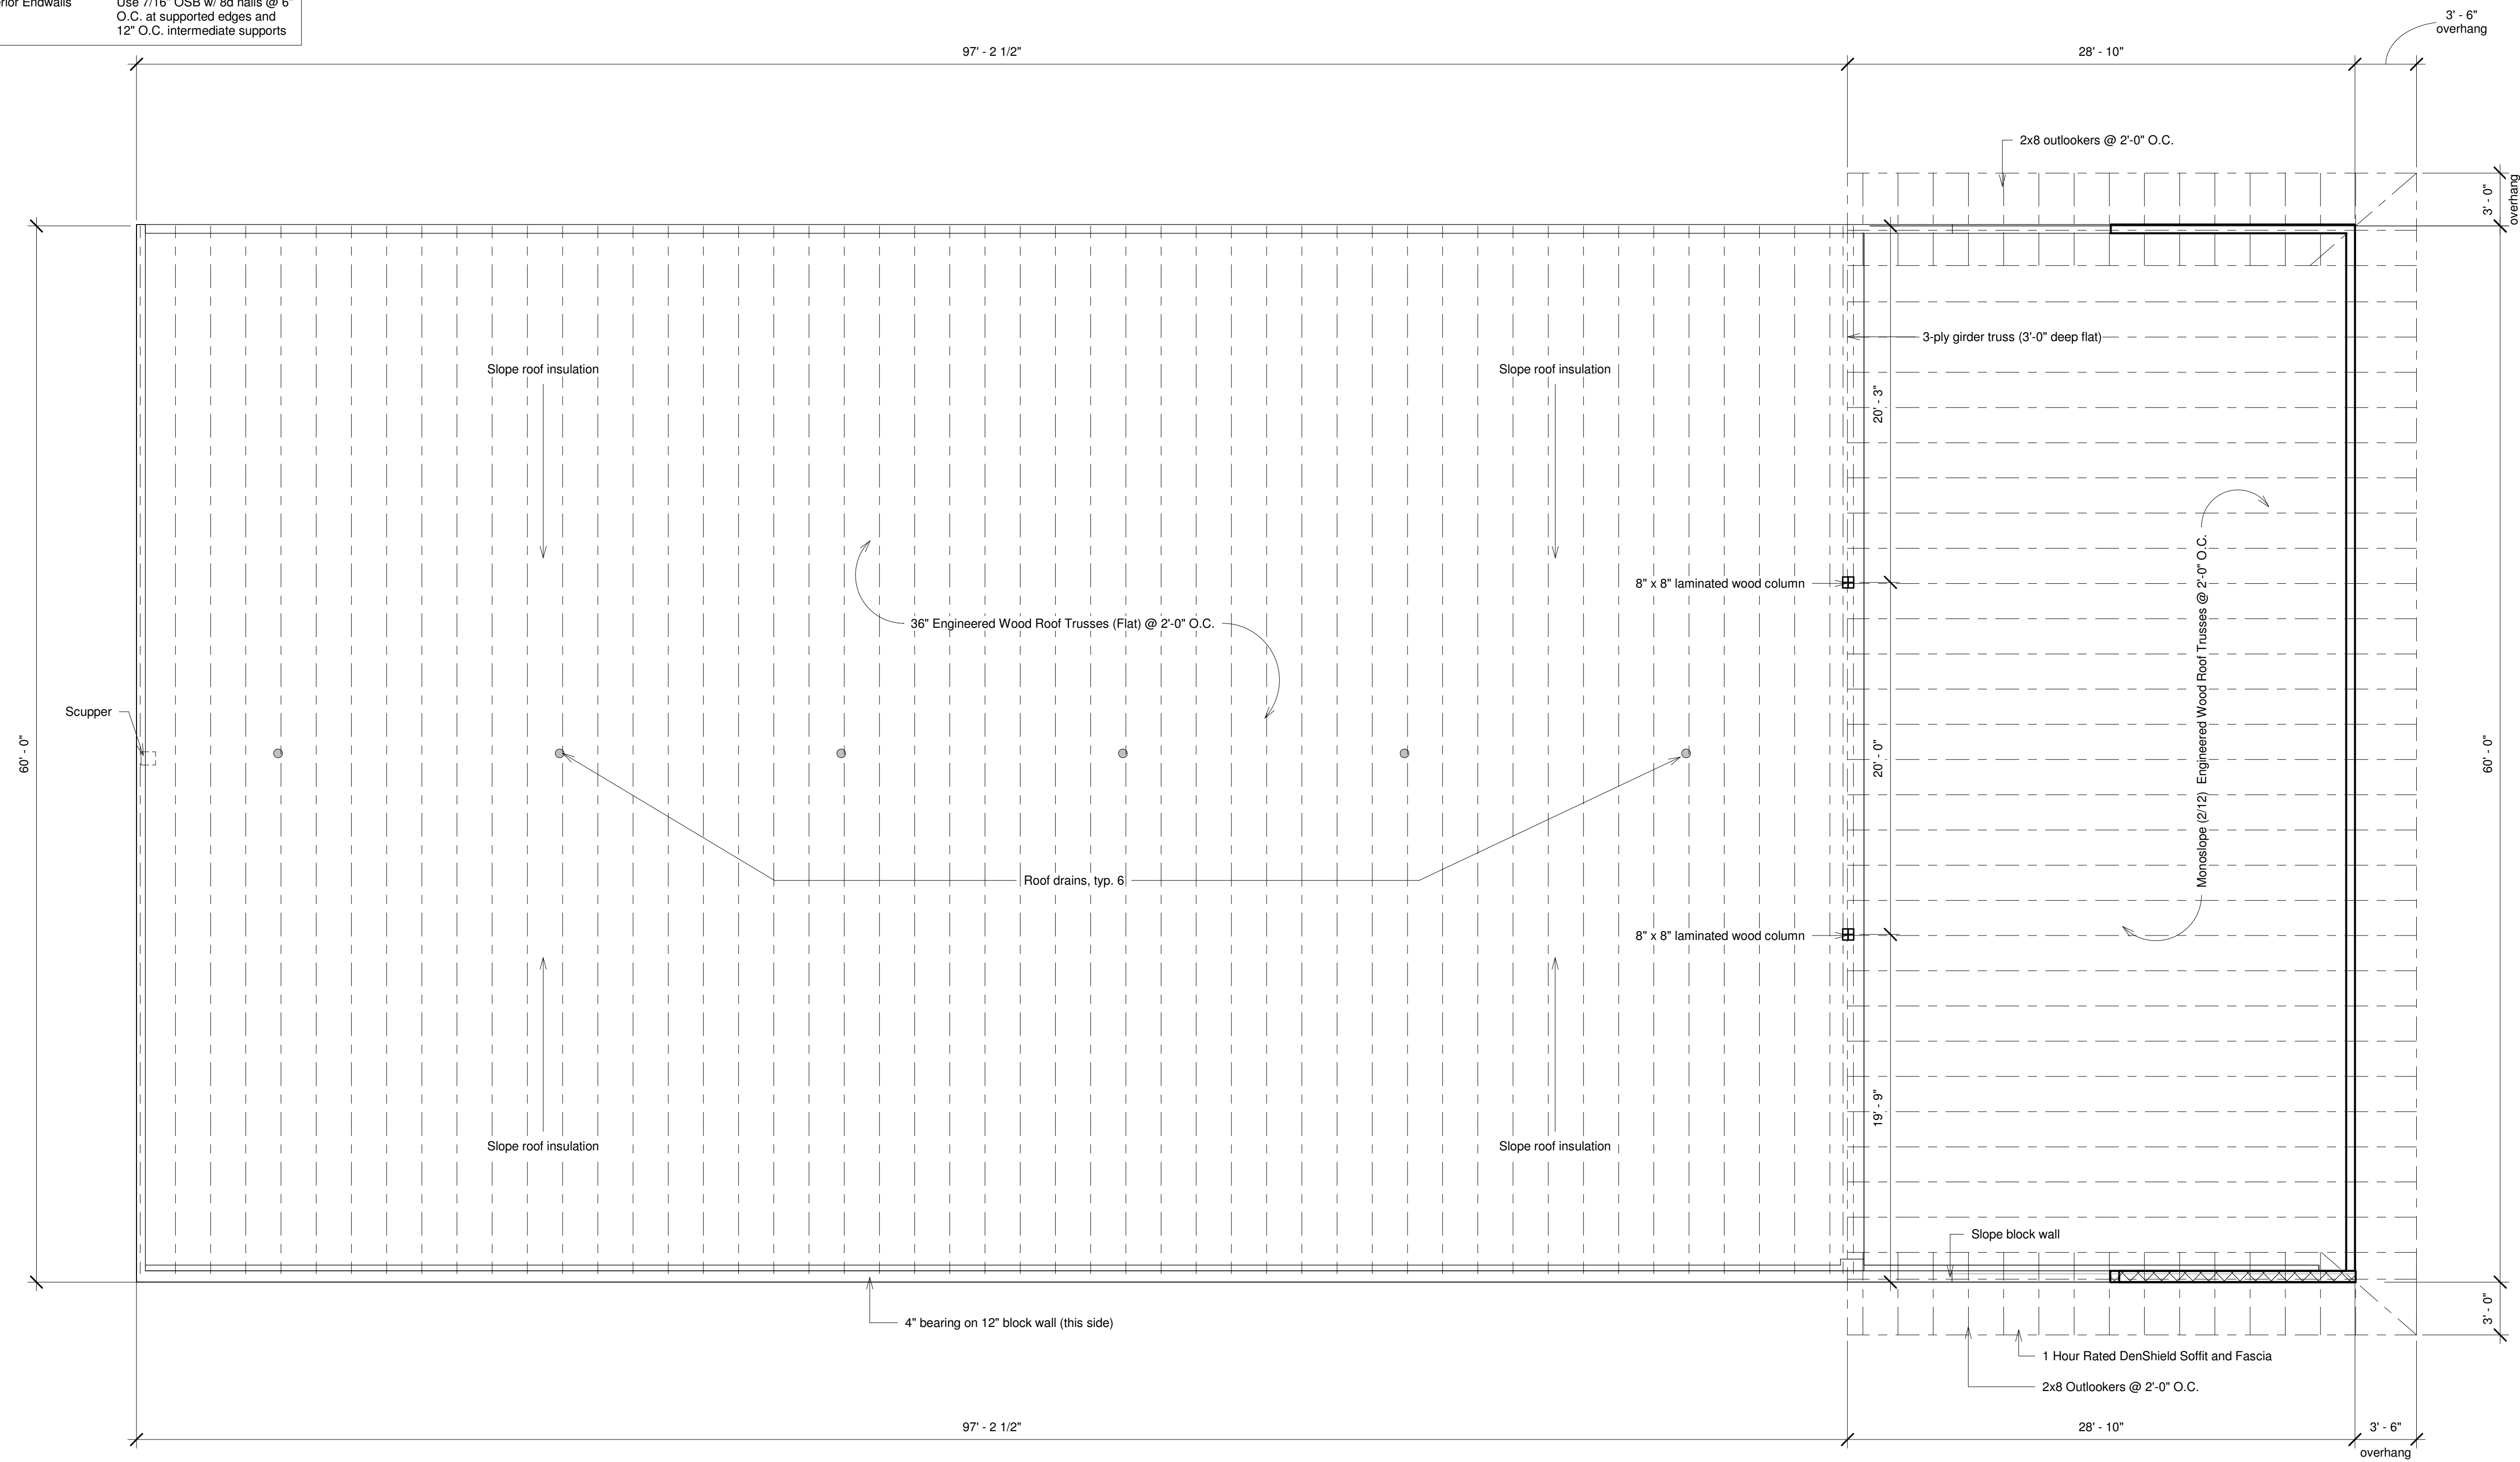 Endwalls
Use 7/16" OSB w/ 8d nails @ 6"
O.C. at supported edges and
12" O.C. intermediate supports
3' - 6"
overhang
97' - 2 1/2"
28' - 10"
2x8 outlookers @ 2'-0" O.C.
3' - 0"
overhang
3-ply girder truss (3'-0" deep flat)
Slope roof insulation
Slope roof insulation
20' - 3"
8" x 8" laminated wood column
36" Engineered Wood Roof Trusses (Flat) @ 2'-0" O.C.
Monoslope (2/12) Engineered Wood Roof Trusses @ 2'-0" O.C.
Scupper
60' - 0"
20' - 0"
60' - 0"
Roof drains, typ. 6
8" x 8" laminated wood column
19' - 9"
Slope roof insulation
Slope roof insulation
Slope block wall
4" bearing on 12" block wall (this side)
3' - 0"
1 Hour Rated DenShield Soffit and Fascia
2x8 Outlookers @ 2'-0" O.C.
97' - 2 1/2"
28' - 10"
3' - 6"
overhang